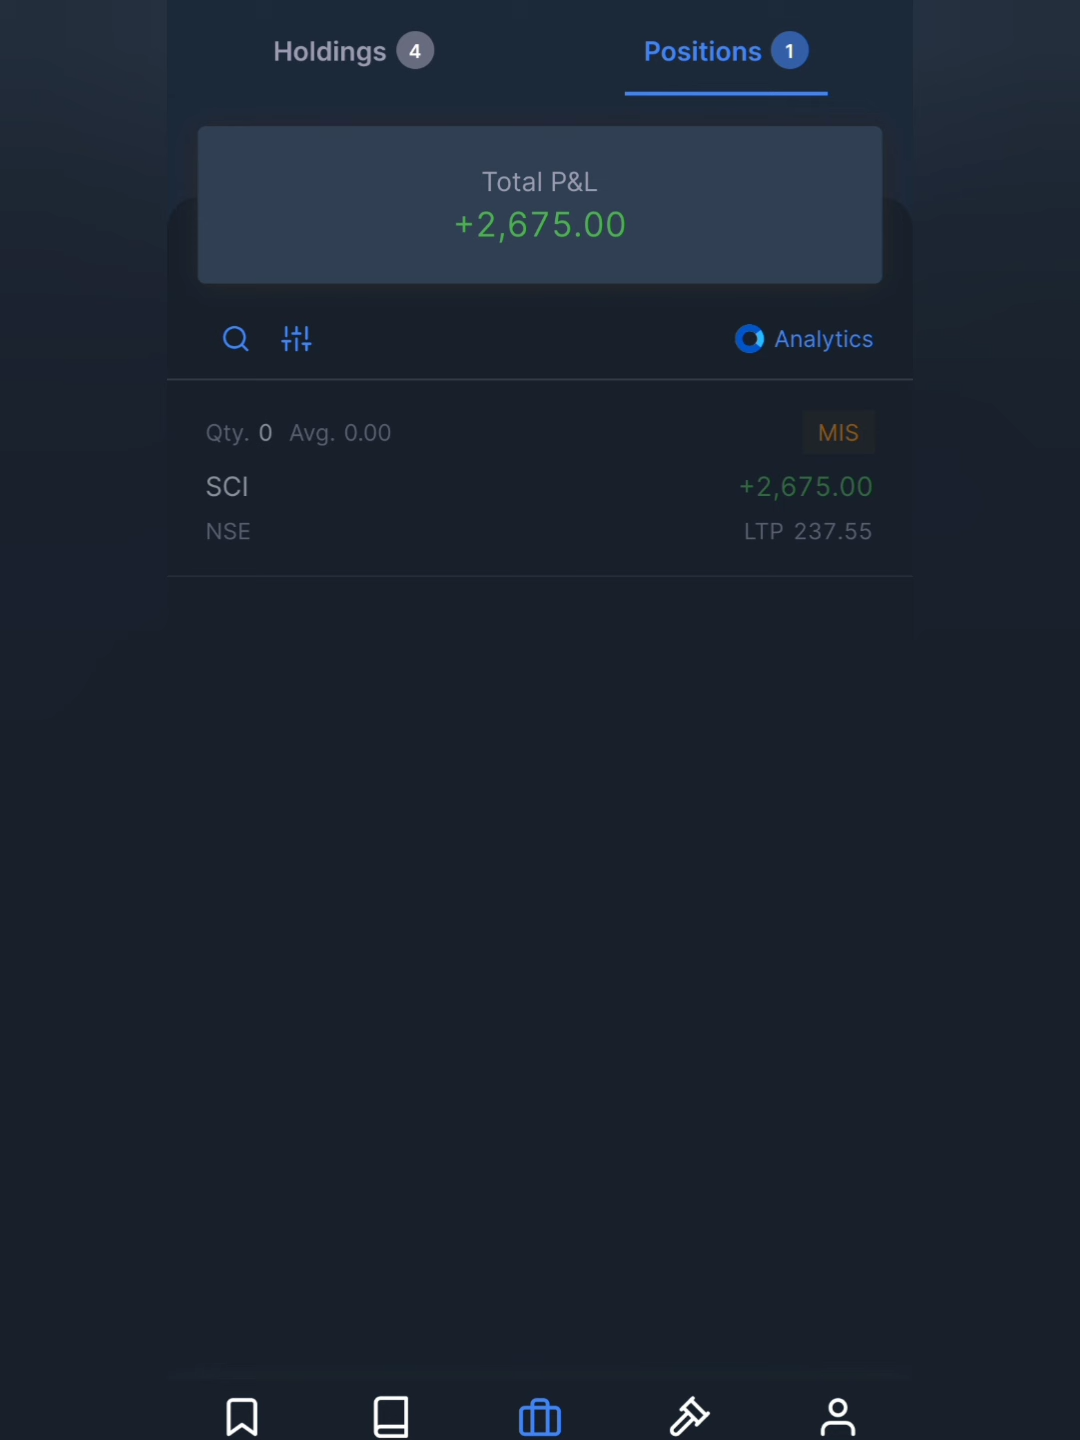 Holdings 4 Positions 1
Total P&L
+2,675.00
Analytics
Qty. 0 Avg. 0.00 MIS
SCI +2,675.00
NSE LTP 237.55